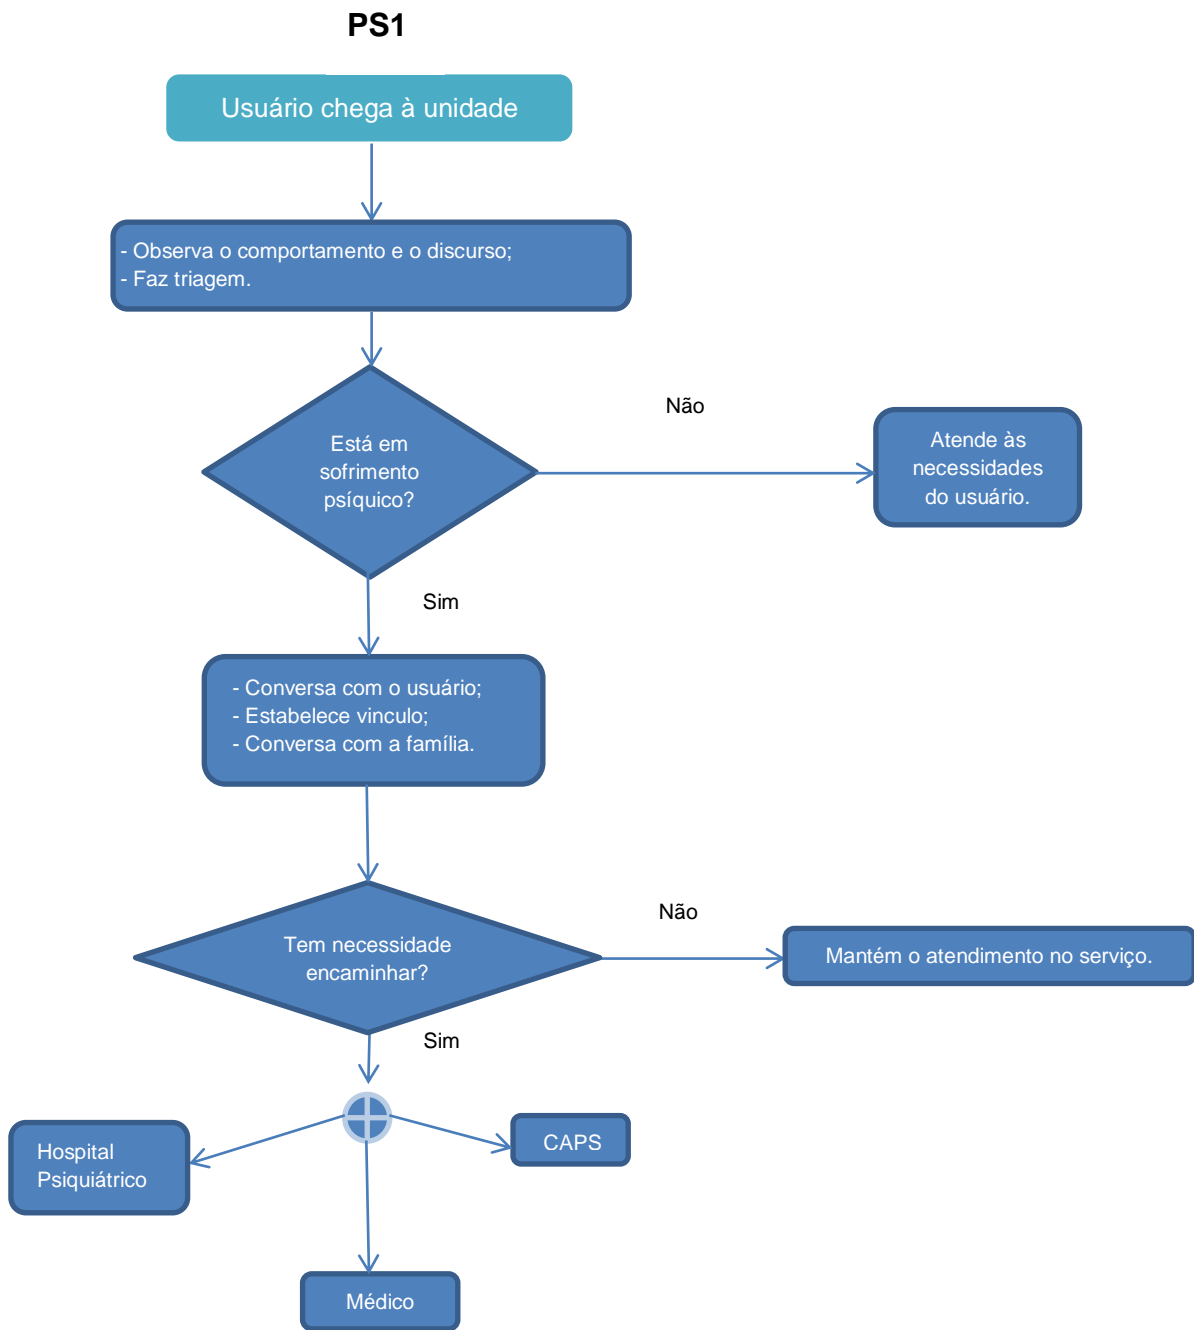 PS1
Usuário chega à unidade
- Observa o comportamento e o discurso;
- Faz triagem.
Não
Está em
sofrimento
psíquico?
Atende às
necessidades
do usuário.
Sim
- Conversa com o usuário;
- Estabelece vinculo;
- Conversa com a família.
Não
Tem necessidade
encaminhar?
Mantém o atendimento no serviço.
Sim
Hospital
Psiquiátrico
CAPS
Médico